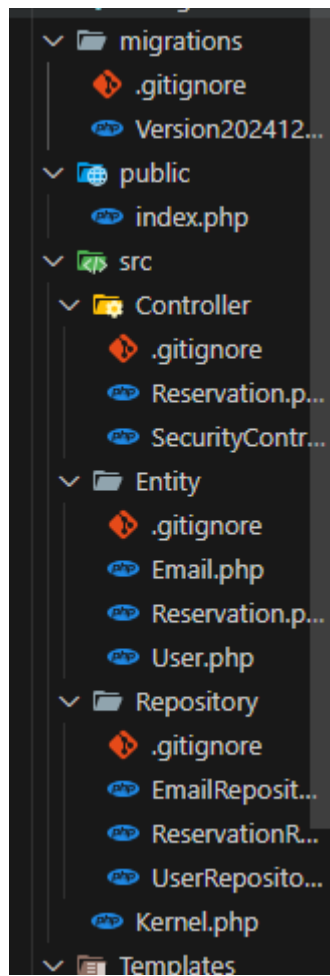 migrations
.gitignore
Version202412...
public
index.php
src
Controller
.gitignore
Reservation.p...
SecurityContr...
Entity
.gitignore
Email.php
Reservation.p...
User.php
Repository
.gitignore
EmailReposit...
ReservationR...
UserReposito...
Kernel.php
Templates